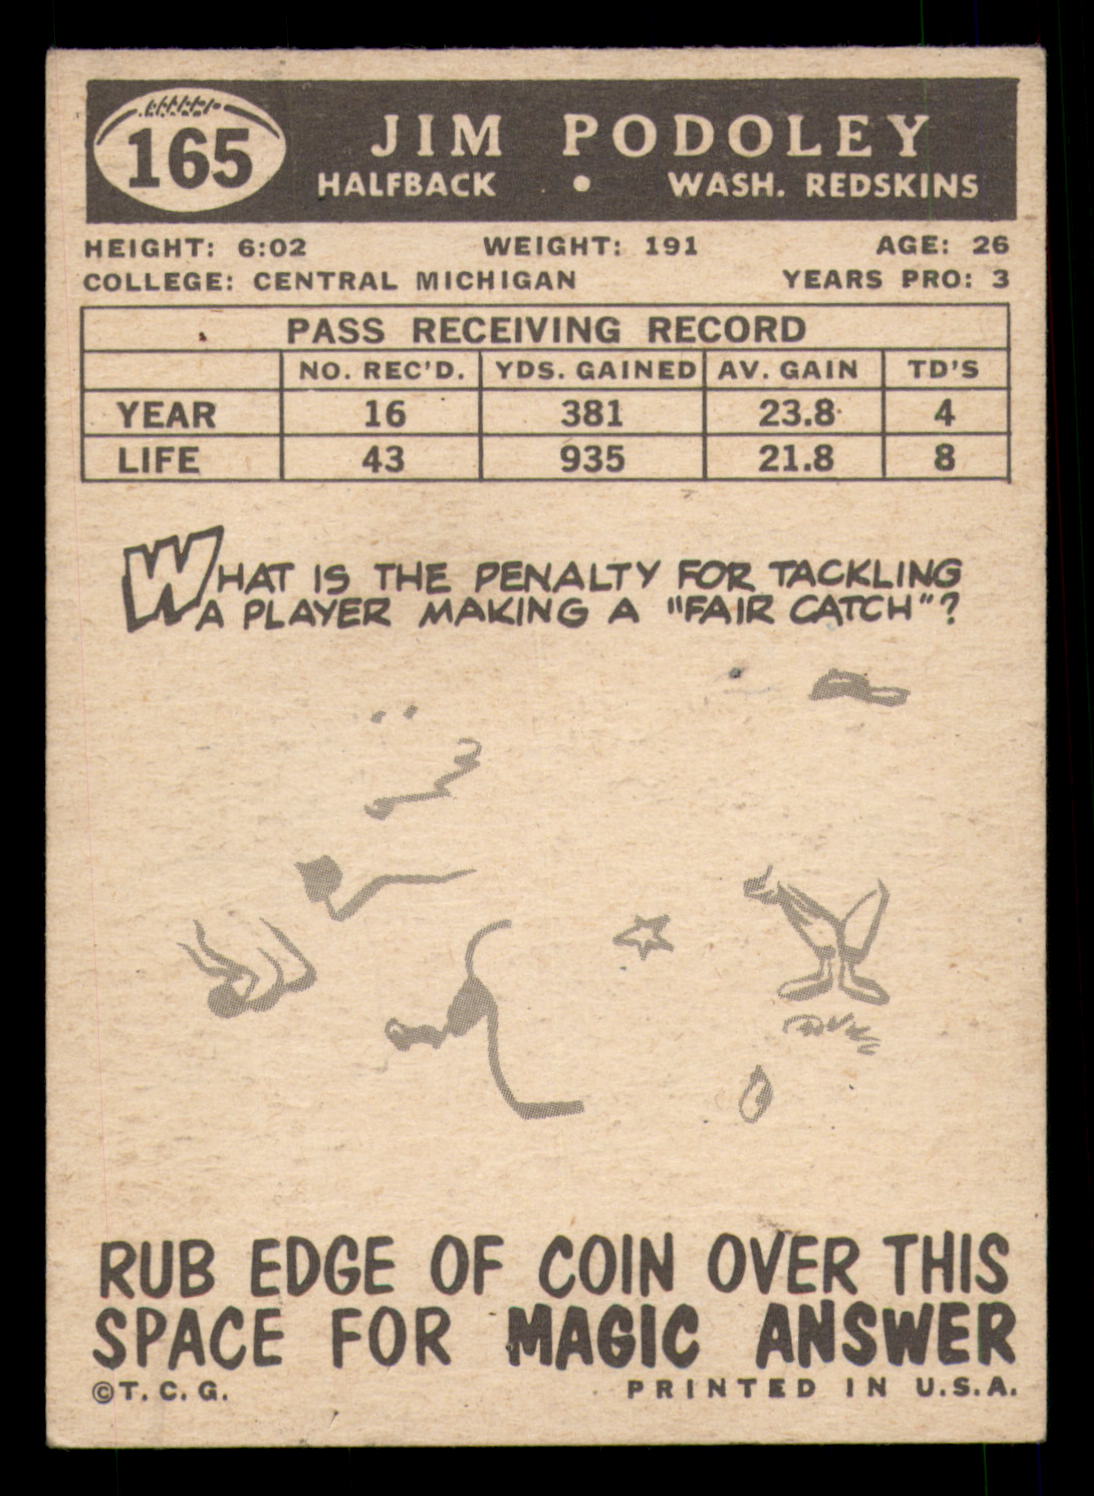 165
JIM PODOLEY
HALFBACK • WASH. REDSKINS
HEIGHT: 6:02 WEIGHT: 191 AGE: 26
COLLEGE: CENTRAL MICHIGAN YEARS PRO: 3
PASS RECEIVING RECORD
NO. REC'D. YDS. GAINED AV. GAIN TD'S
YEAR 16 381 23.8 4
LIFE 43 935 21.8 8
WHAT IS THE PENALTY FOR TACKLING
A PLAYER MAKING A "FAIR CATCH"?
RUB EDGE OF COIN OVER THIS
SPACE FOR MAGIC ANSWER
©T. C. G. PRINTED IN U.S.A.